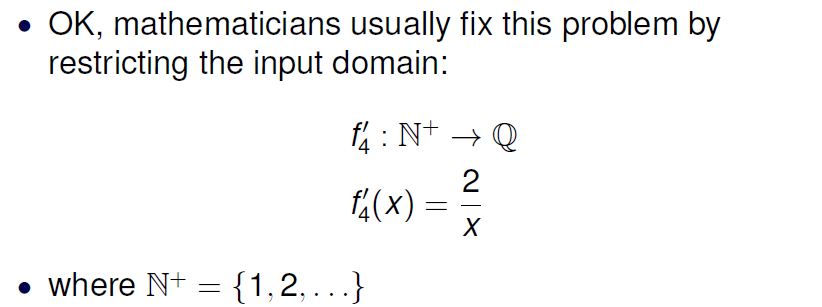 • OK, mathematicians usually fix this problem by
restricting the input domain:
f′₄ : ℕ⁺ → ℚ
f′₄(x) = 2/x
• where ℕ⁺ = {1, 2, . . .}